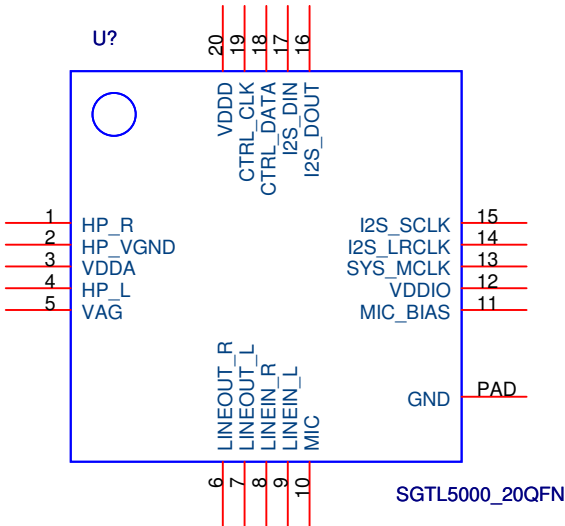 U?
20 19 18 17 16
VDDD
CTRL_CLK
CTRL_DATA
I2S_DIN
I2S_DOUT
1 HP_R
2 HP_VGND
3 VDDA
4 HP_L
5 VAG
I2S_SCLK 15
I2S_LRCLK 14
SYS_MCLK 13
VDDIO 12
MIC_BIAS 11
GND PAD
LINEOUT_R
LINEOUT_L
LINEIN_R
LINEIN_L
MIC
6 7 8 9 10
SGTL5000_20QFN